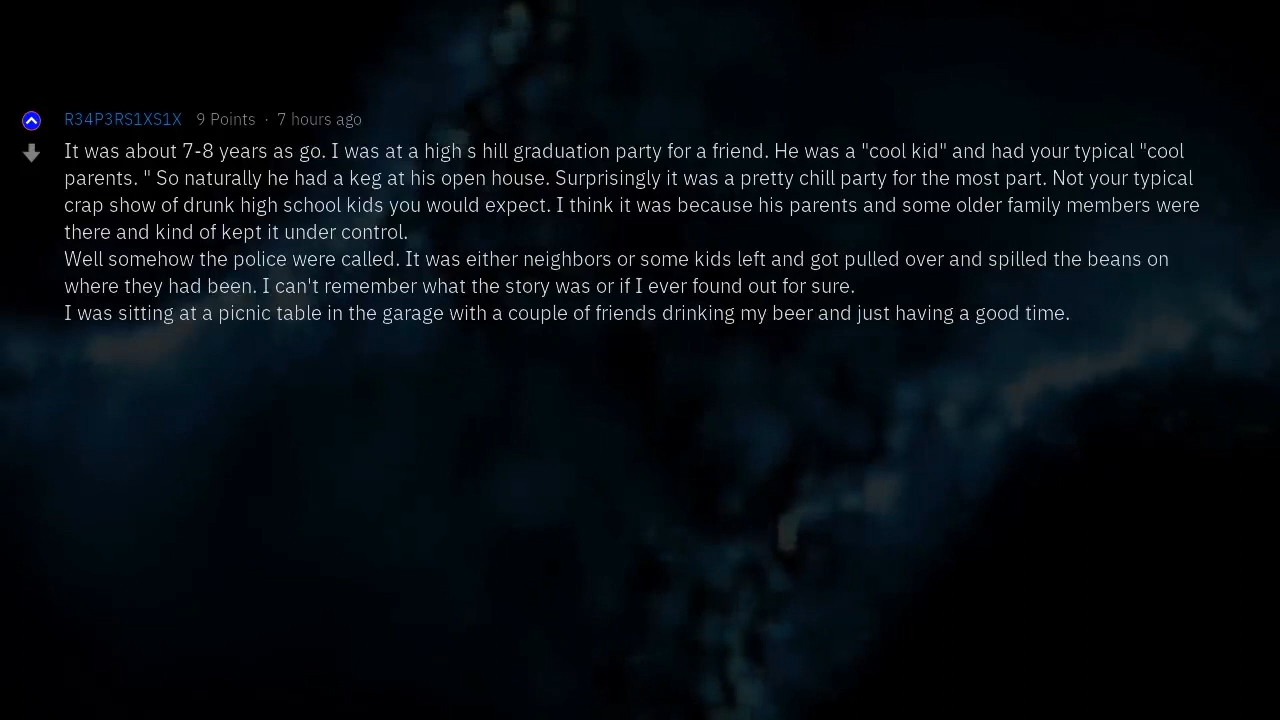 R34P3RS1XS1X 9 Points · 7 hours ago
It was about 7-8 years as go. I was at a high s hill graduation party for a friend. He was a "cool kid" and had your typical "cool
parents. " So naturally he had a keg at his open house. Surprisingly it was a pretty chill party for the most part. Not your typical
crap show of drunk high school kids you would expect. I think it was because his parents and some older family members were
there and kind of kept it under control.
Well somehow the police were called. It was either neighbors or some kids left and got pulled over and spilled the beans on
where they had been. I can't remember what the story was or if I ever found out for sure.
I was sitting at a picnic table in the garage with a couple of friends drinking my beer and just having a good time.